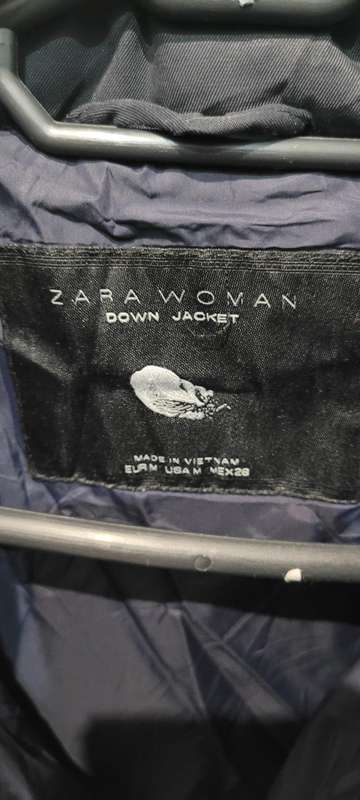 ZARA WOMAN
DOWN JACKET
MADE IN VIETNAM
EUR M USA M MEX 28